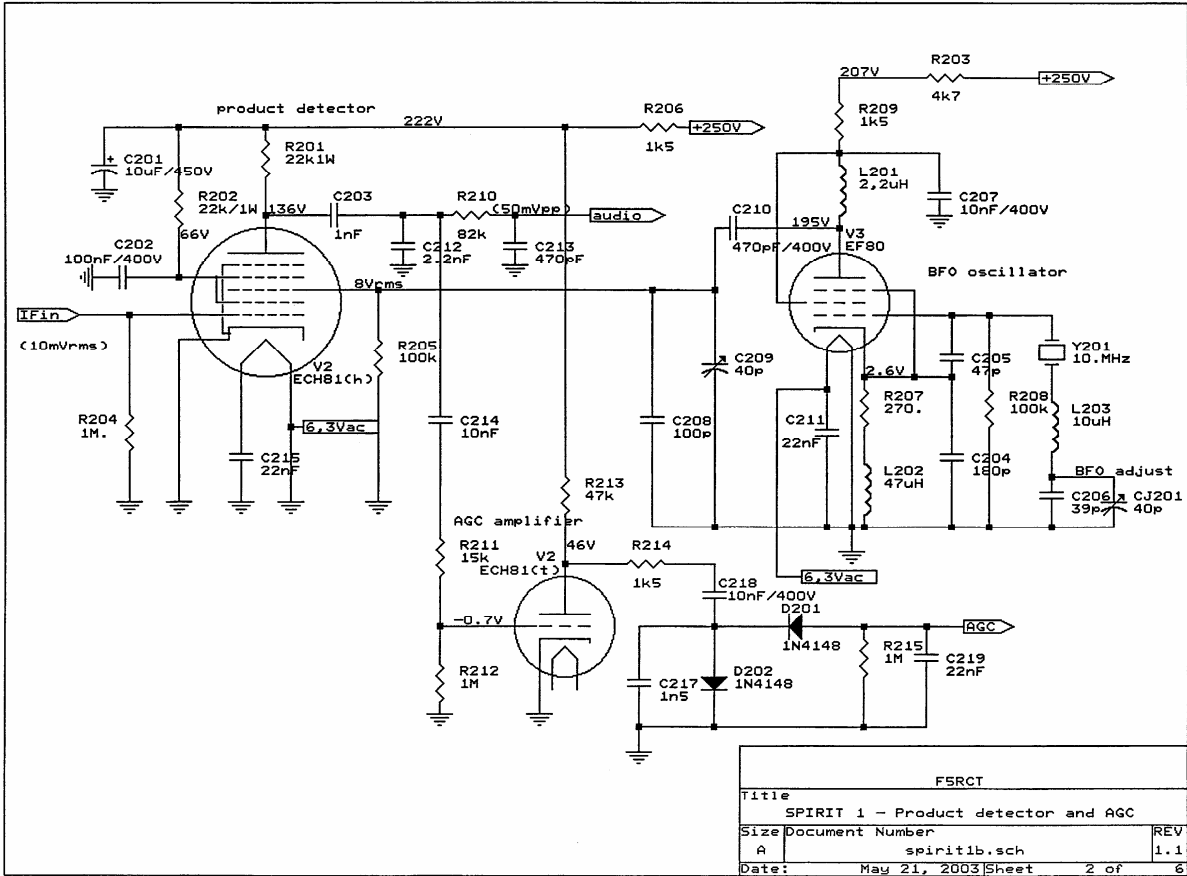 R203
+250V
4k7
207V
R209
1k5
product detector
R206
222V
+250V
1k5
C201
10uF/450V
R201
22k1W
L201
2,2uH
C207
10nF/400V
R202
22k/1W
136V
C203
1nF
R210
(50mVpp)
audio
82k
C210
195V
470pF/400V
V3
EF80
C202
66V
100nF/400V
C212
2.2nF
C213
470pF
BFO oscillator
8Vrms
IFin
(10mVrms)
R205
100k
V2
ECH81(h)
C209
40p
C205
47p
Y201
10.MHz
2.6V
R207
270.
R208
100k
L203
10uH
R204
1M.
6,3Vac
C214
10nF
C208
100p
C211
22nF
C215
22nF
L202
47uH
C204
180p
BFO adjust
C206
39p
CJ201
40p
R213
47k
AGC amplifier
R211
15k
V2
ECH81(t)
46V
R214
1k5
6,3Vac
C218
10nF/400V
D201
1N4148
-0.7V
AGC
R215
1M
C219
22nF
R212
1M
C217
1n5
D202
1N4148
F5RCT
Title
SPIRIT 1 - Product detector and AGC
Size Document Number REV
A spirit1b.sch 1.1
Date: May 21, 2003 Sheet 2 of 6